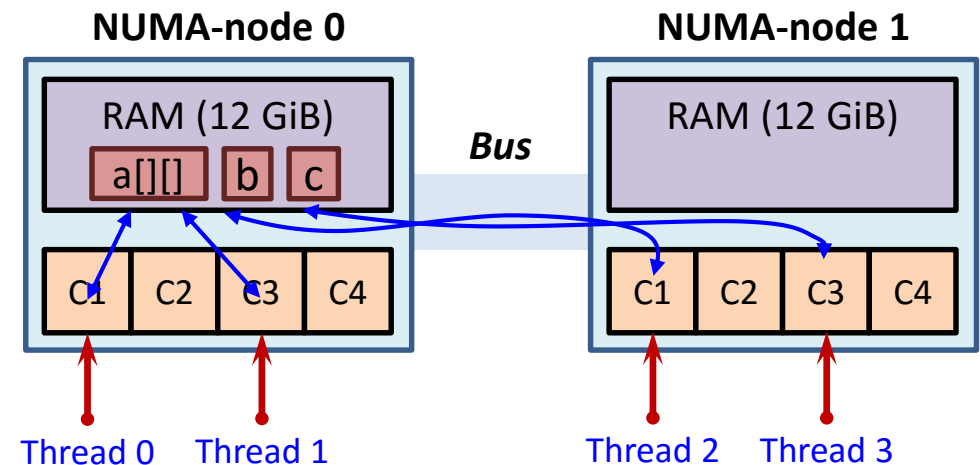 NUMA-node 0
NUMA-node 1
RAM (12 GiB)
a[][]
b
c
Bus
RAM (12 GiB)
C1
C2
C3
C4
C1
C2
C3
C4
Thread 0
Thread 1
Thread 2
Thread 3